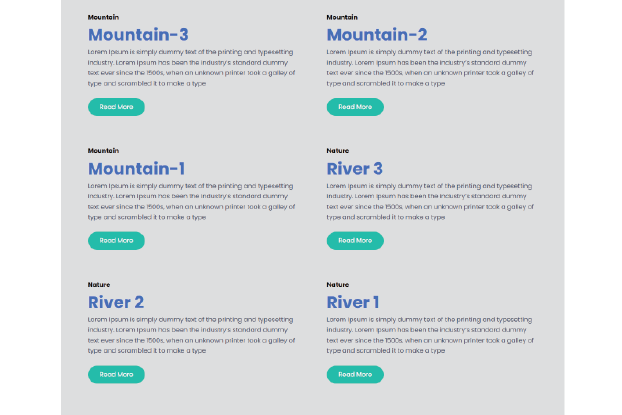 Mountain
Mountain-3
Lorem Ipsum is simply dummy text of the printing and typesetting
industry. Lorem Ipsum has been the industry's standard dummy
text ever since the 1500s, when an unknown printer took a galley of
type and scrambled it to make a type
Read More
Mountain
Mountain-2
Lorem Ipsum is simply dummy text of the printing and typesetting
industry. Lorem Ipsum has been the industry's standard dummy
text ever since the 1500s, when an unknown printer took a galley of
type and scrambled it to make a type
Read More
Mountain
Mountain-1
Lorem Ipsum is simply dummy text of the printing and typesetting
industry. Lorem Ipsum has been the industry's standard dummy
text ever since the 1500s, when an unknown printer took a galley of
type and scrambled it to make a type
Read More
Nature
River 3
Lorem Ipsum is simply dummy text of the printing and typesetting
industry. Lorem Ipsum has been the industry's standard dummy
text ever since the 1500s, when an unknown printer took a galley of
type and scrambled it to make a type
Read More
Nature
River 2
Lorem Ipsum is simply dummy text of the printing and typesetting
industry. Lorem Ipsum has been the industry's standard dummy
text ever since the 1500s, when an unknown printer took a galley of
type and scrambled it to make a type
Read More
Nature
River 1
Lorem Ipsum is simply dummy text of the printing and typesetting
industry. Lorem Ipsum has been the industry's standard dummy
text ever since the 1500s, when an unknown printer took a galley of
type and scrambled it to make a type
Read More